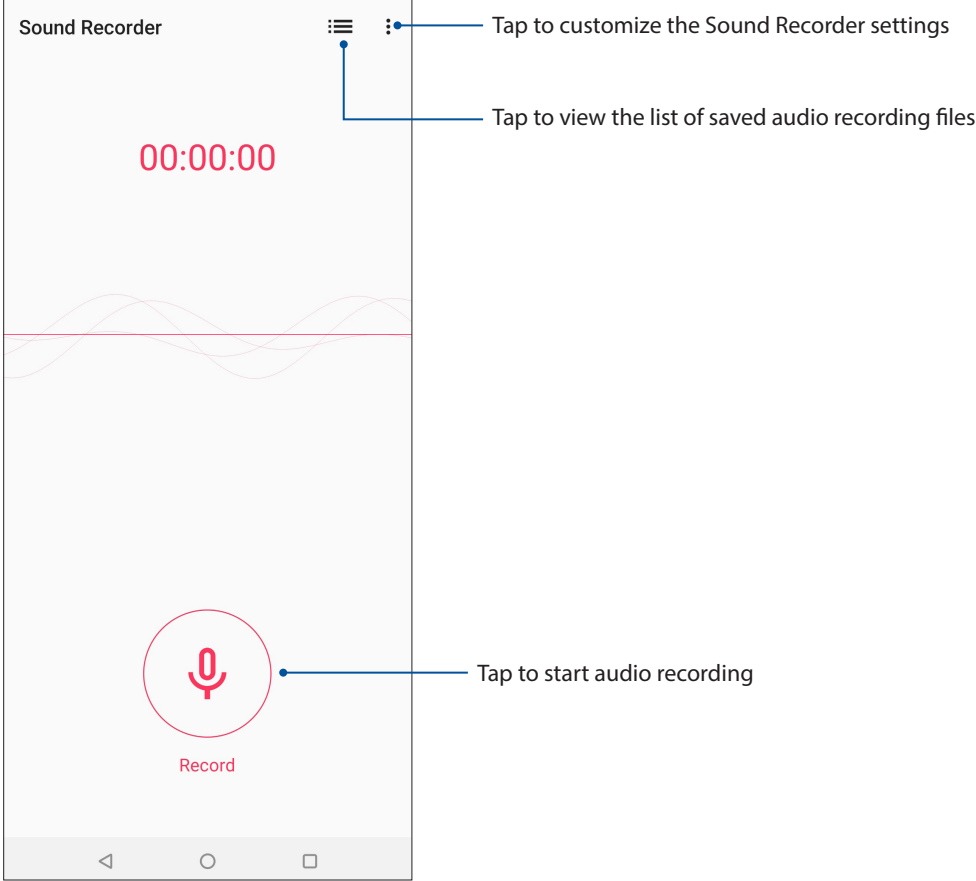 Sound Recorder
Tap to customize the Sound Recorder settings
Tap to view the list of saved audio recording files
00:00:00
Tap to start audio recording
Record